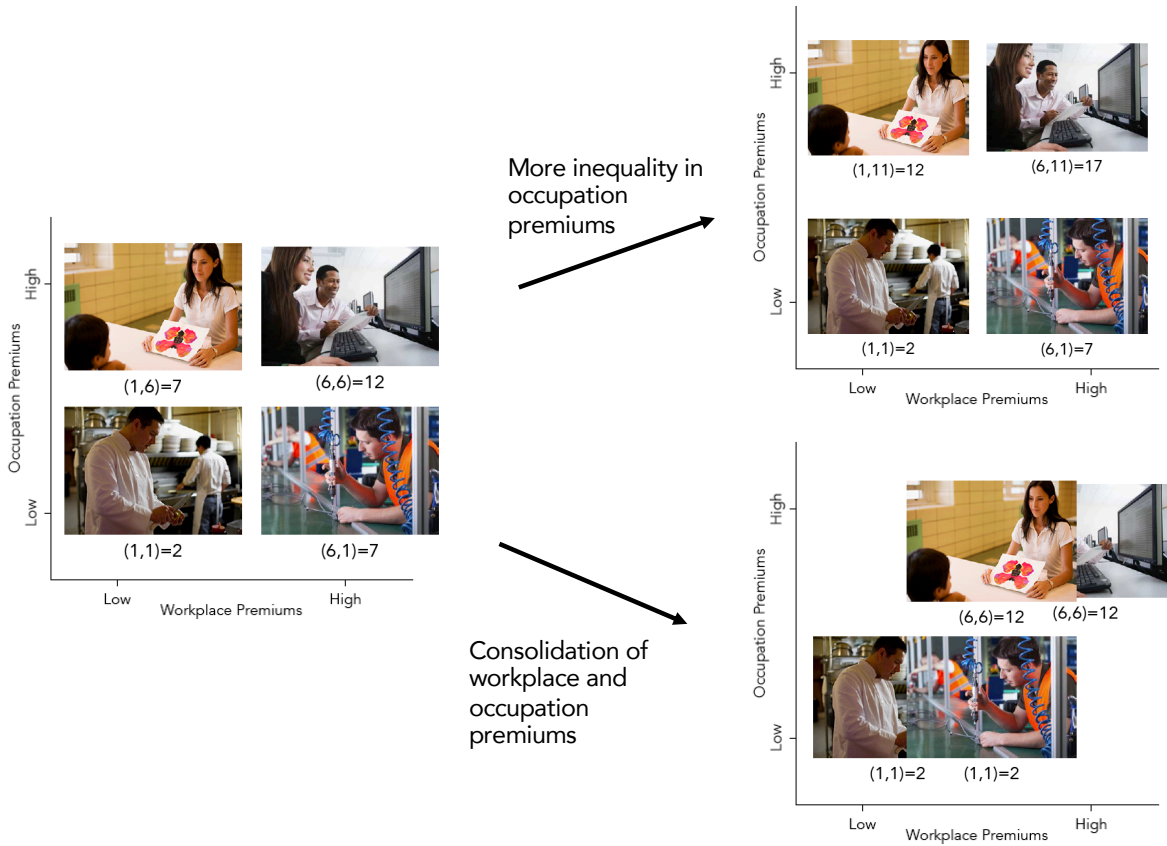 High
Occupation Premiums
Low
(1,6)=7
(6,6)=12
(1,1)=2
(6,1)=7
Low
High
Workplace Premiums
More inequality in
occupation
premiums
Consolidation of
workplace and
occupation
premiums
High
Occupation Premiums
Low
(1,11)=12
(6,11)=17
(1,1)=2
(6,1)=7
Low
High
Workplace Premiums
High
Occupation Premiums
Low
(6,6)=12
(6,6)=12
(1,1)=2
(1,1)=2
Low
High
Workplace Premiums